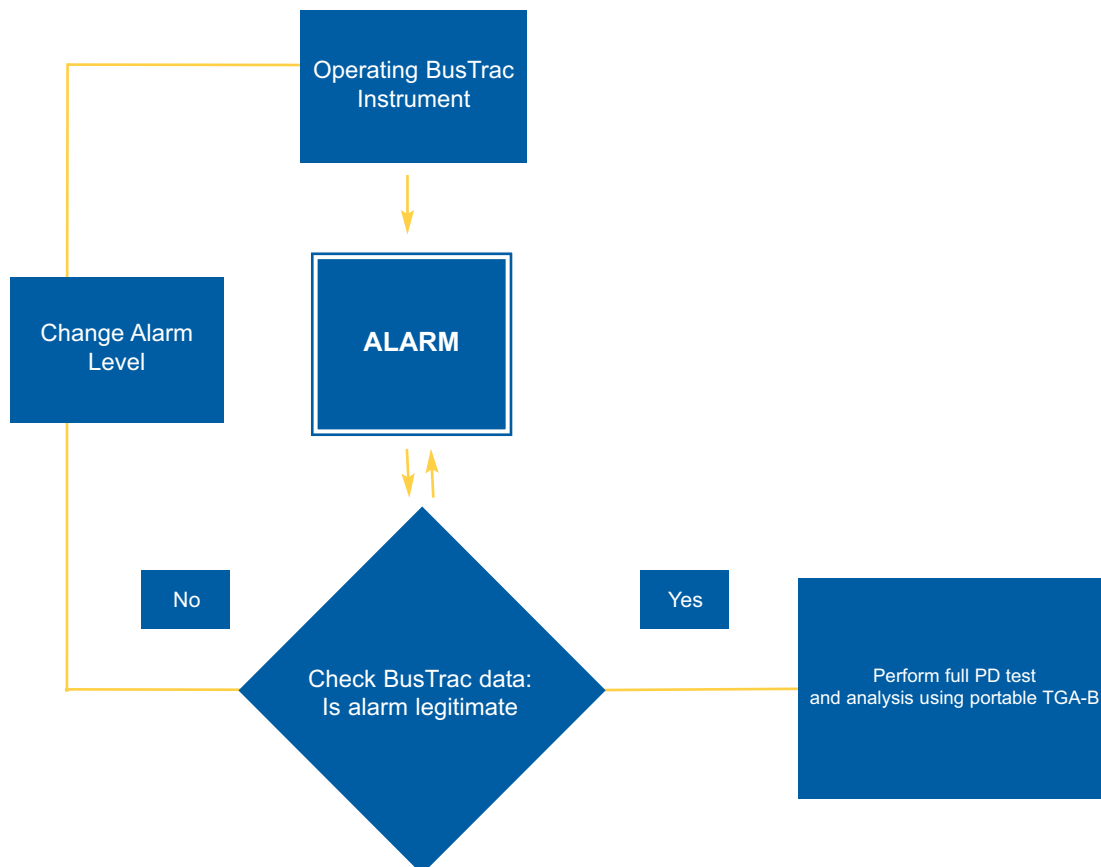 Operating BusTrac
Instrument
Change Alarm
Level
ALARM
No
Yes
Check BusTrac data:
Is alarm legitimate
Perform full PD test
and analysis using portable TGA-B